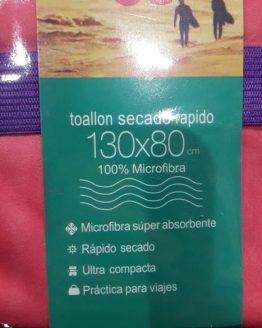 toallon secado rapido
130x80 cm
100% Microfibra
Microfibra súper absorbente
Rápido secado
Ultra compacta
Práctica para viajes